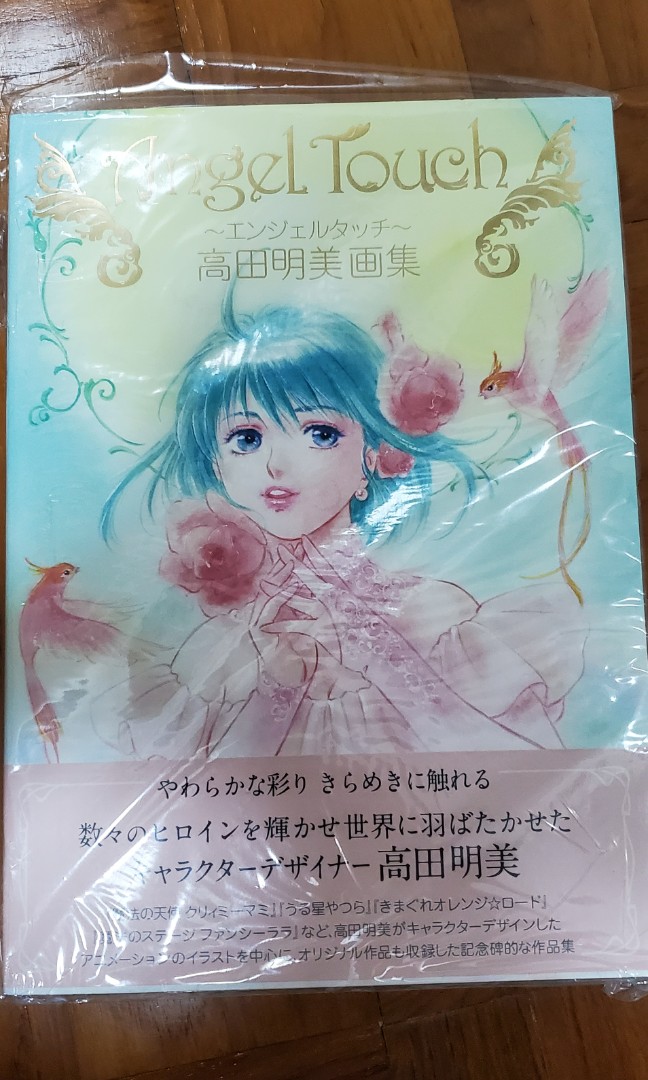 Angel Touch
～エンジェルタッチ～
高田明美画集
やわらかな彩り きらめきに触れる
数々のヒロインを輝かせ世界に羽ばたかせた
キャラクターデザイナー 高田明美
法の天使 クリィミーマミ』『うる星やつら』『きまぐれオレンジ☆ロード』
のステージ ファンシーララ』など、高田明美がキャラクターデザインした
アニメーションのイラストを中心に、オリジナル作品も収録した記念碑的な作品集